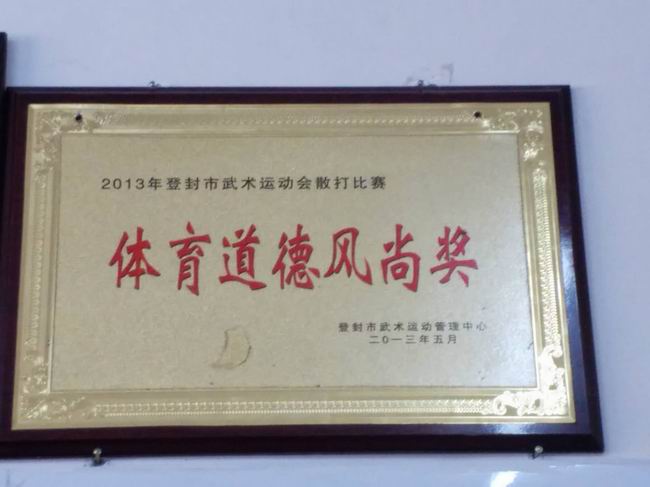 2013年登封市武术运动会散打比赛
体育道德风尚奖
登封市武术运动管理中心
二0一三年五月